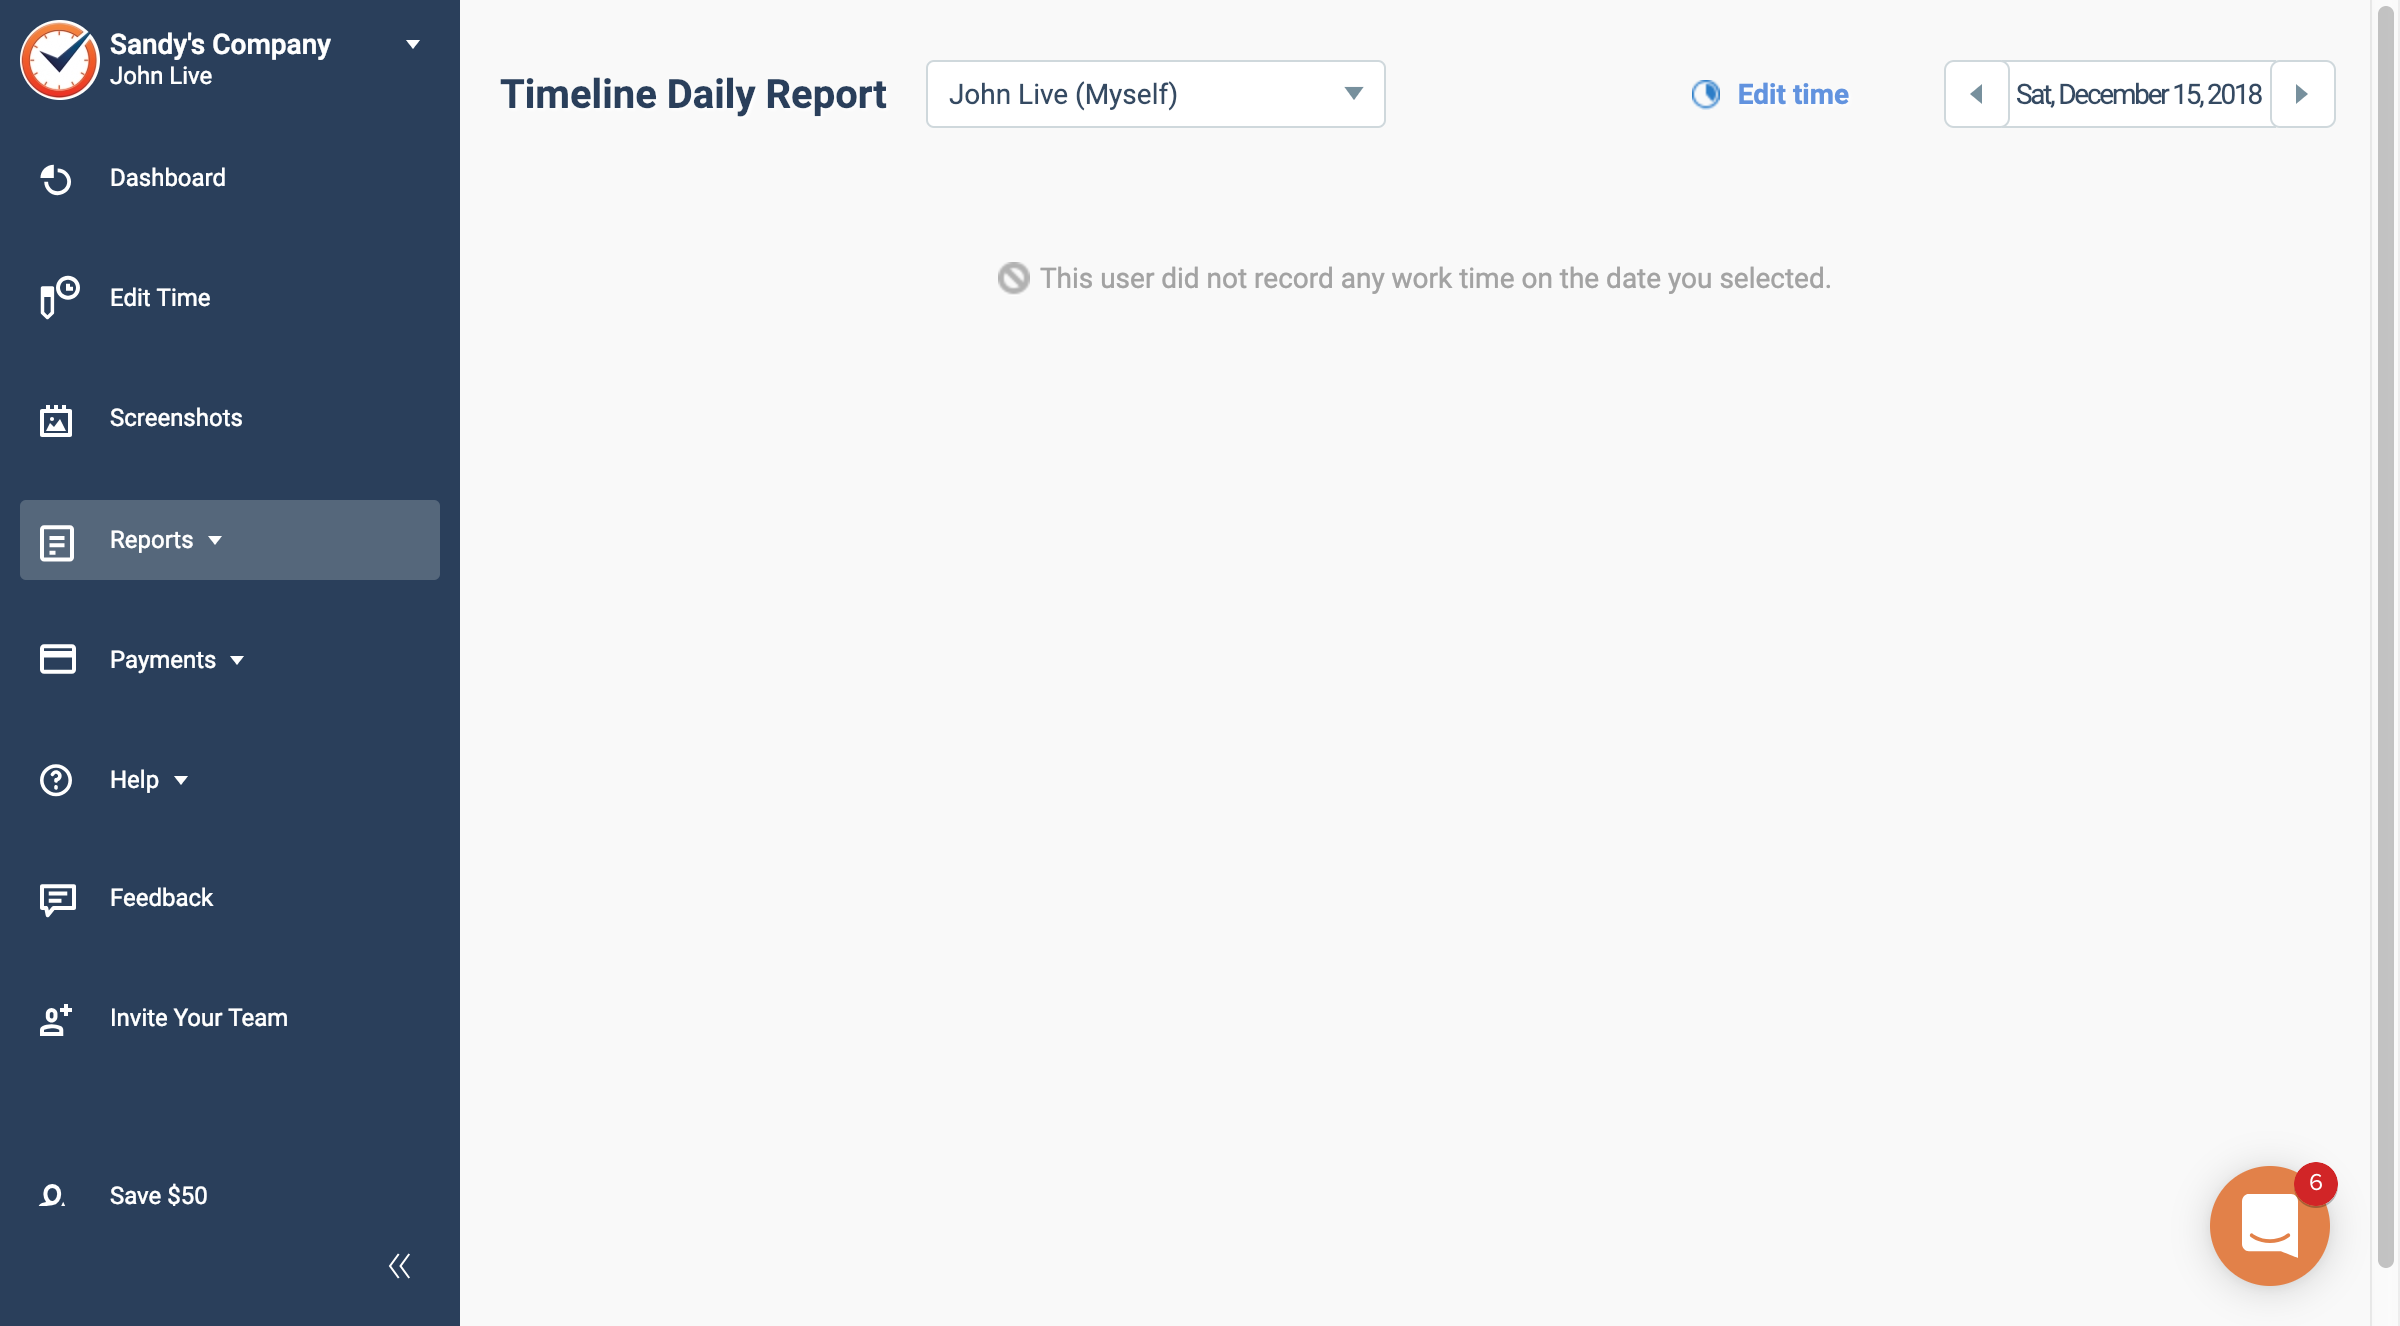 Sandy's Company
John Live
Dashboard
Edit Time
Screenshots
Reports
Payments
Help
Feedback
Invite Your Team
Save $50
Timeline Daily Report
John Live (Myself)
Edit time
Sat, December 15, 2018
This user did not record any work time on the date you selected.
6